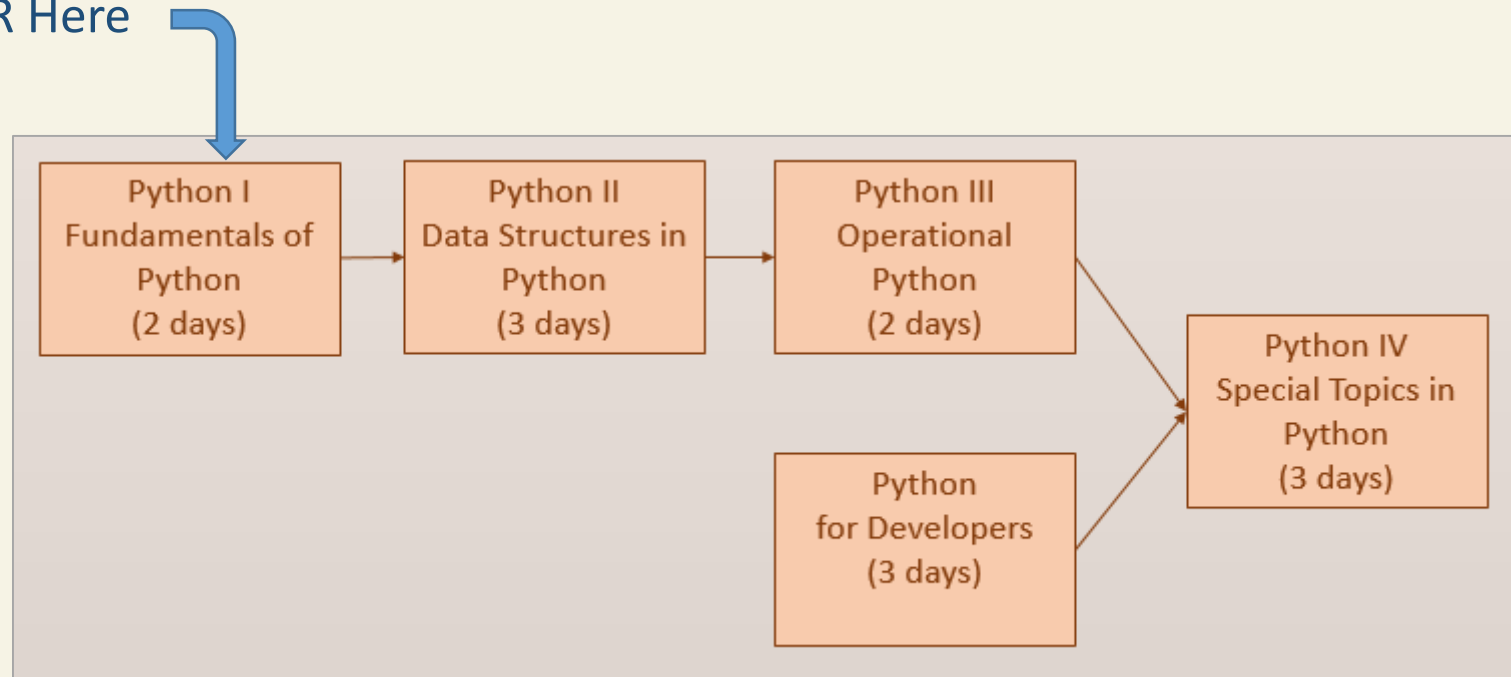 R Here
Python I
Fundamentals of
Python
(2 days)
Python II
Data Structures in
Python
(3 days)
Python III
Operational
Python
(2 days)
Python IV
Special Topics in
Python
(3 days)
Python
for Developers
(3 days)